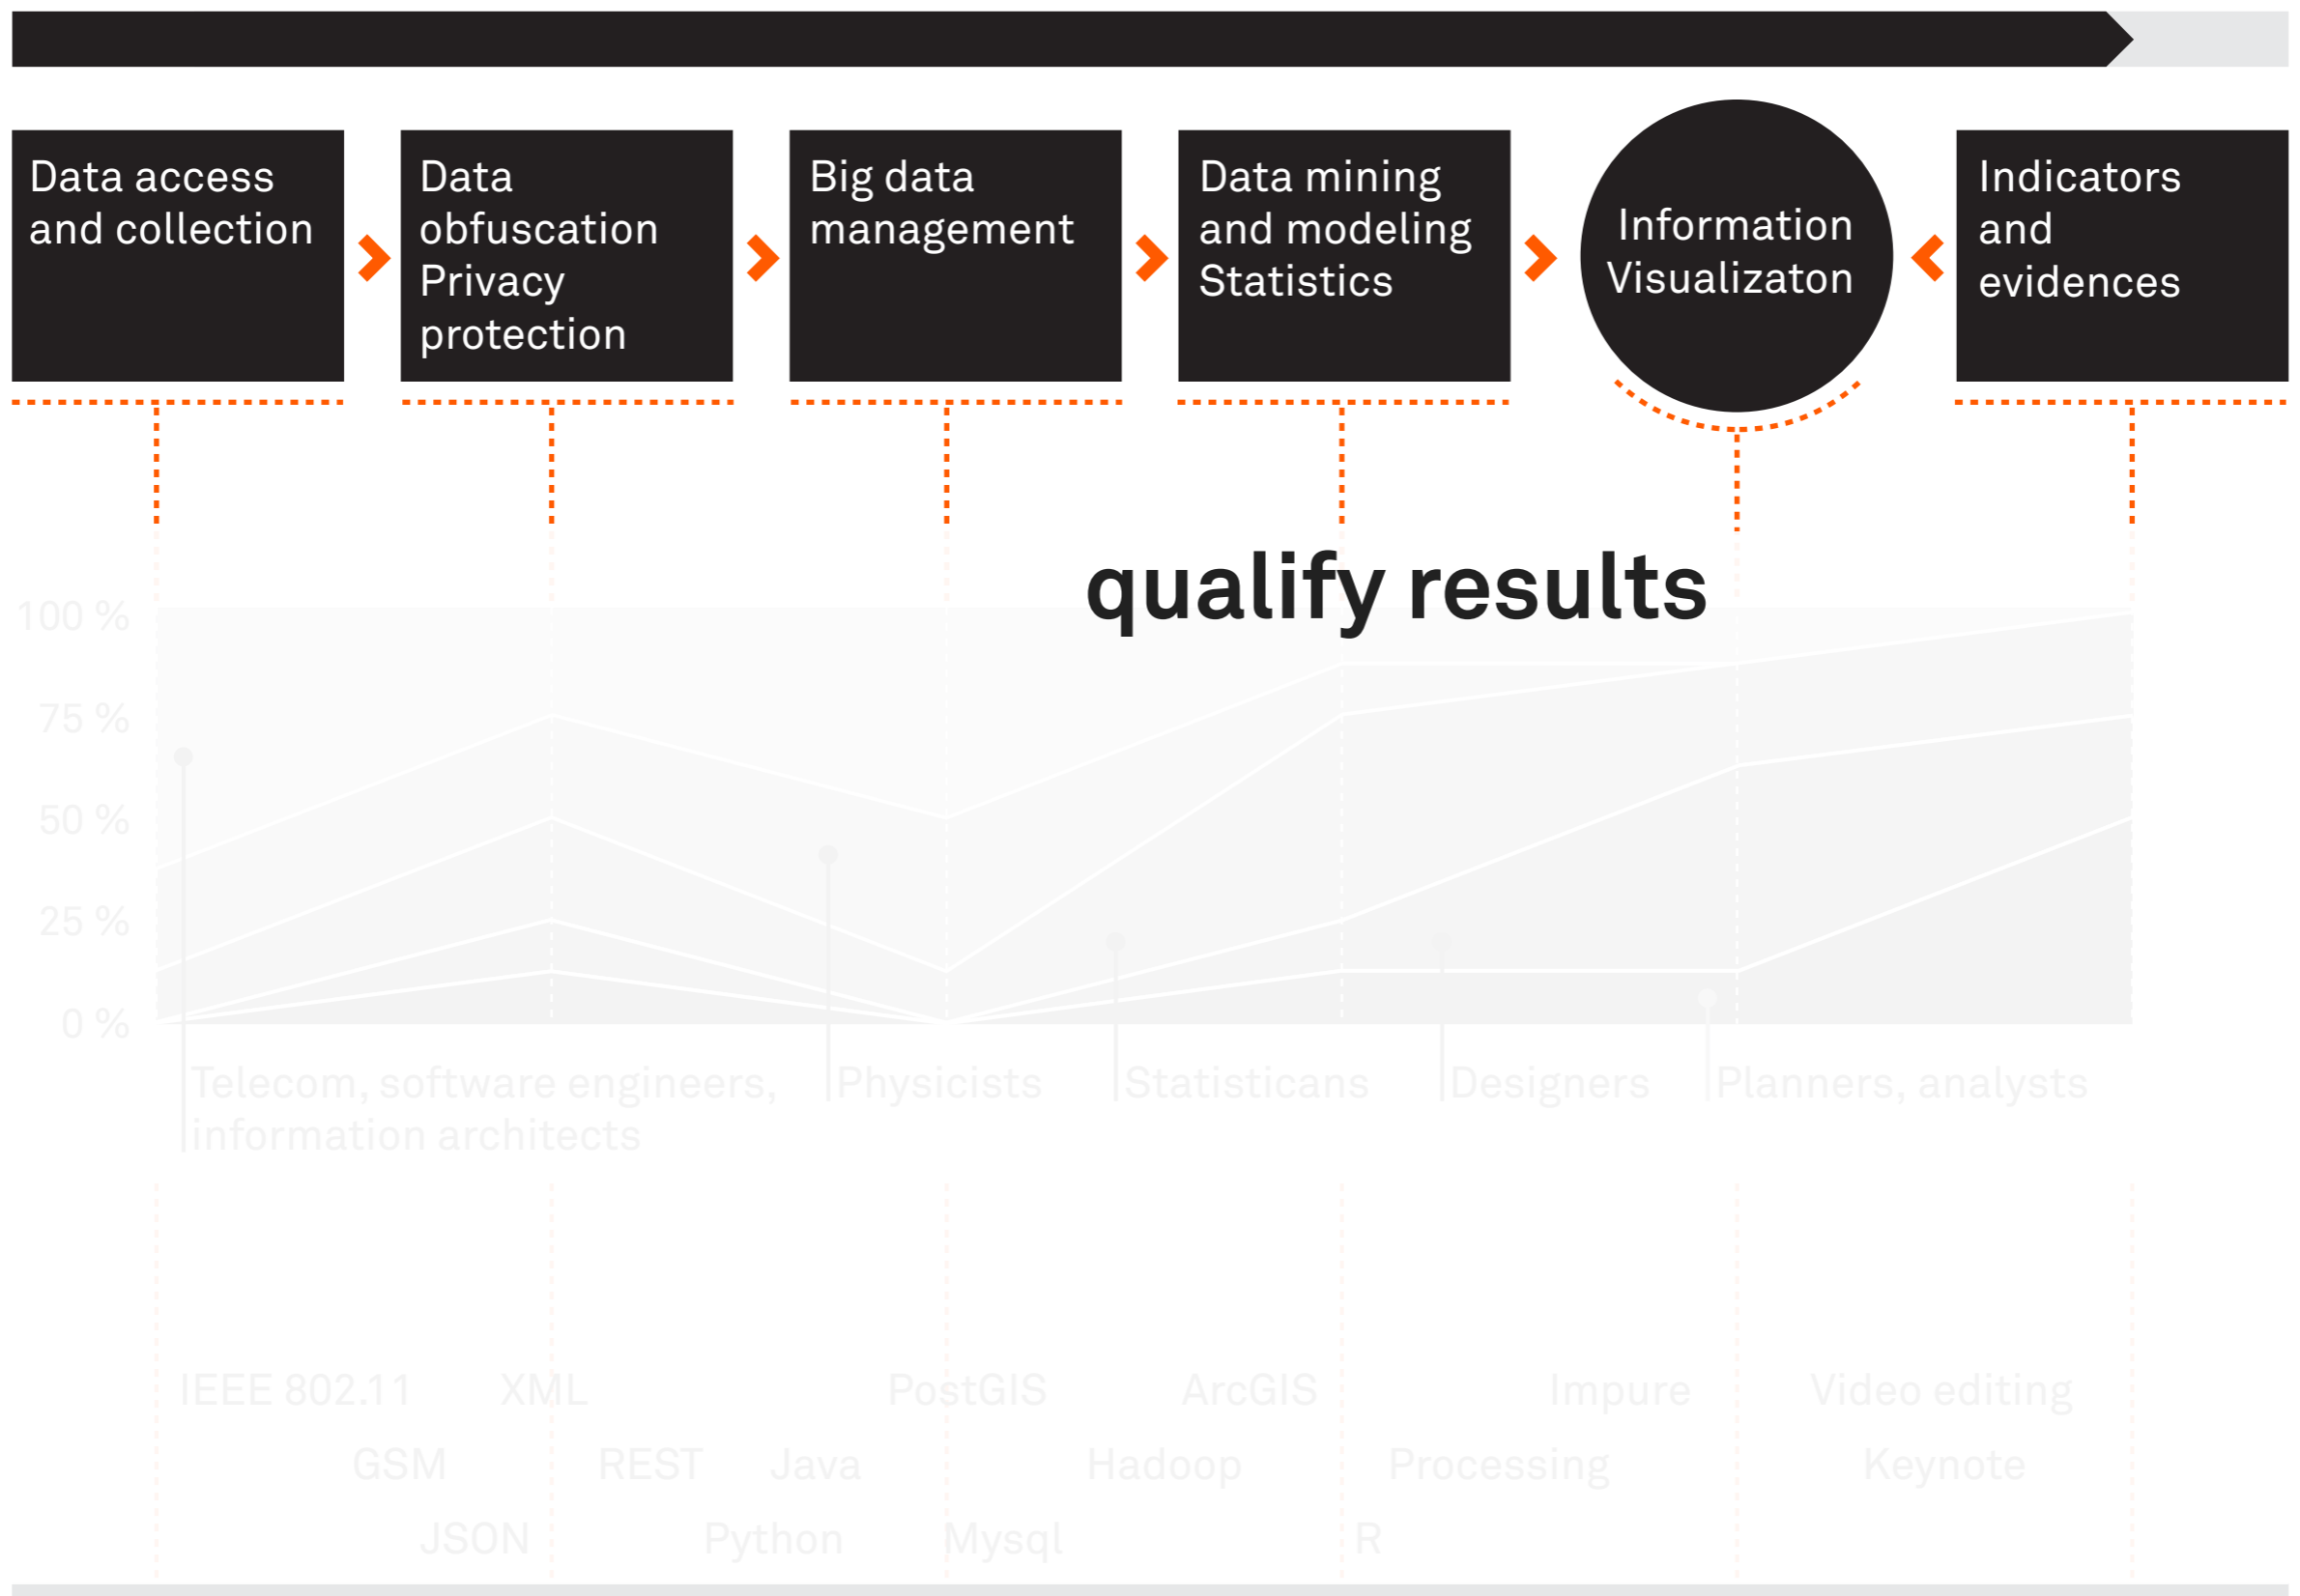 Data access
and collection
Data
obfuscation
Privacy
protection
Big data
management
Data mining
and modeling
Statistics
Information
Visualizaton
Indicators
and
evidences
qualify results
100 %
75 %
50 %
25 %
0 %
Telecom, software engineers,
information architects
Physicists
Statisticans
Designers
Planners, analysts
IEEE 802.11
XML
PostGIS
ArcGIS
Impure
Video editing
GSM
REST
Java
Hadoop
Processing
Keynote
JSON
Python
Mysql
R